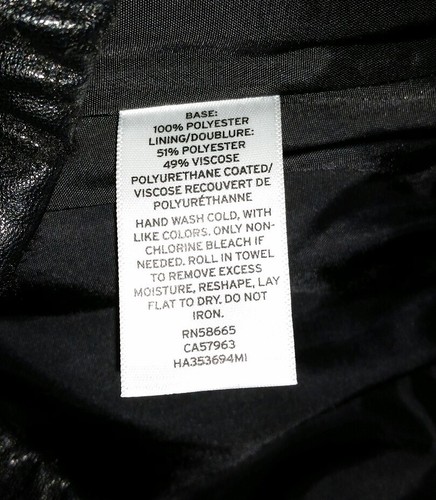 BASE:
100% POLYESTER
LINING/DOUBLURE:
51% POLYESTER
49% VISCOSE
POLYURETHANE COATED/
VISCOSE RECOUVERT DE
POLYURÉTHANNE
HAND WASH COLD, WITH
LIKE COLORS. ONLY NON-
CHLORINE BLEACH IF
NEEDED. ROLL IN TOWEL
TO REMOVE EXCESS
MOISTURE, RESHAPE, LAY
FLAT TO DRY. DO NOT
IRON.
RN58665
CA57963
HA353694MI